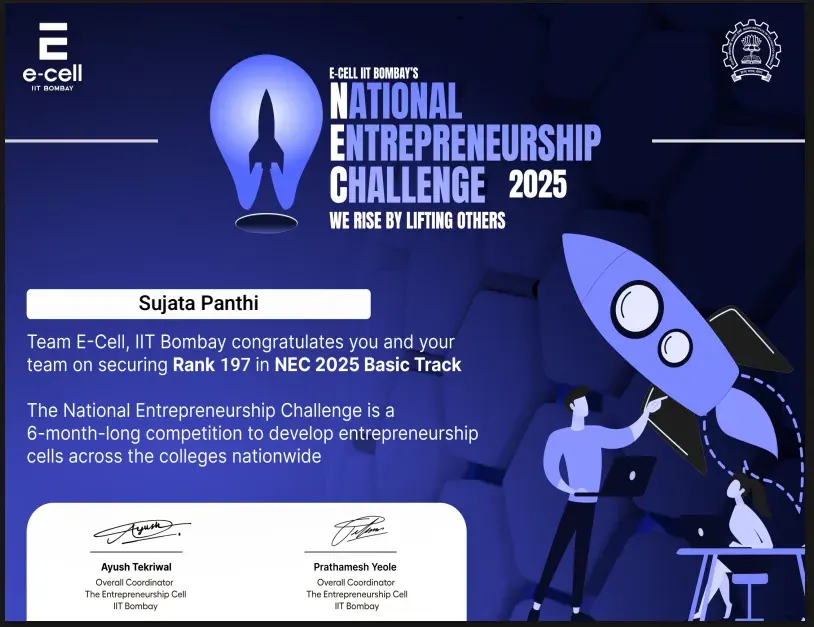 e-cell
IIT BOMBAY
E-CELL IIT BOMBAY'S
NATIONAL
ENTREPRENEURSHIP
CHALLENGE 2025
WE RISE BY LIFTING OTHERS
Sujata Panthi
Team E-Cell, IIT Bombay congratulates you and your
team on securing Rank 197 in NEC 2025 Basic Track
The National Entrepreneurship Challenge is a
6-month-long competition to develop entrepreneurship
cells across the colleges nationwide
Ayush
Ayush Tekriwal
Overall Coordinator
The Entrepreneurship Cell
IIT Bombay
Prathamesh Yeole
Overall Coordinator
The Entrepreneurship Cell
IIT Bombay